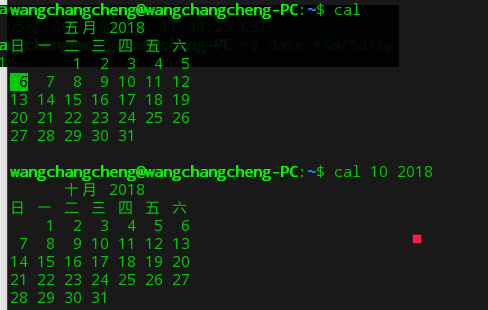 wangchangcheng@wangchangcheng-PC:~$ cal
五月 2018
日 一 二 三 四 五 六
1 2 3 4 5
6 7 8 9 10 11 12
13 14 15 16 17 18 19
20 21 22 23 24 25 26
27 28 29 30 31
wangchangcheng@wangchangcheng-PC:~$ cal 10 2018
十月 2018
日 一 二 三 四 五 六
1 2 3 4 5 6
7 8 9 10 11 12 13
14 15 16 17 18 19 20
21 22 23 24 25 26 27
28 29 30 31